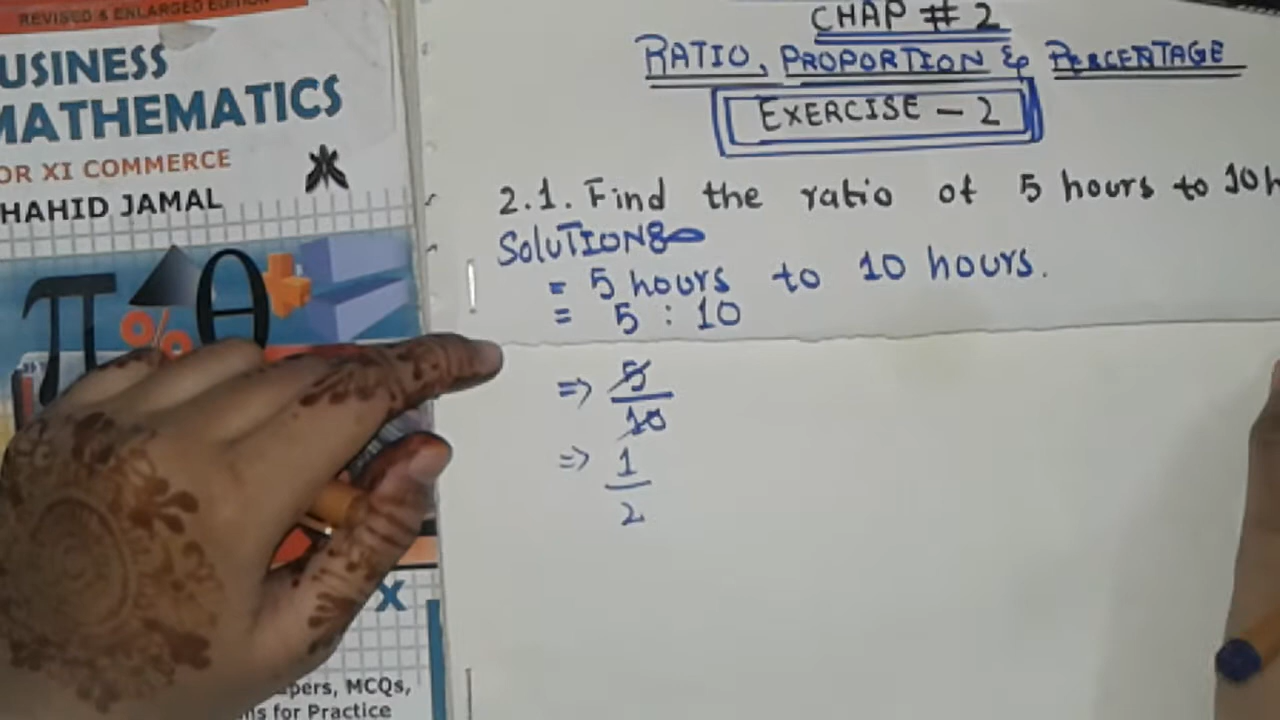 REVISED & ENLARGED EDITION
USINESS
MATHEMATICS
OR XI COMMERCE
HAHID JAMAL
π % θ
x
apers, MCQs,
ms for Practice
CHAP # 2
RATIO, PROPORTION & PERCENTAGE
EXERCISE - 2
2.1. Find the ratio of 5 hours to 10 h
SOLUTION:-
= 5 hours to 10 hours.
= 5 : 10
=> 5/10
=> 1/2